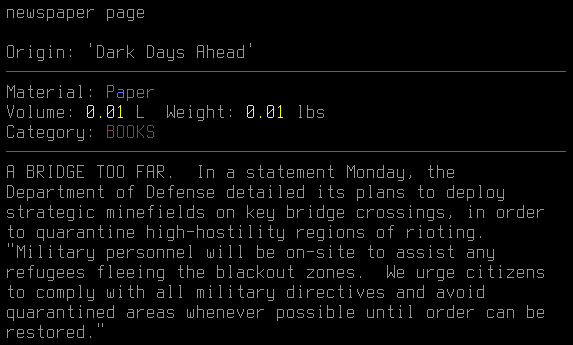 newspaper page
Origin: 'Dark Days Ahead'
Material: Paper
Volume: 0.01 L  Weight: 0.01 lbs
Category: BOOKS
A BRIDGE TOO FAR.  In a statement Monday, the
Department of Defense detailed its plans to deploy
strategic minefields on key bridge crossings, in order
to quarantine high-hostility regions of rioting.
"Military personnel will be on-site to assist any
refugees fleeing the blackout zones.  We urge citizens
to comply with all military directives and avoid
quarantined areas whenever possible until order can be
restored."